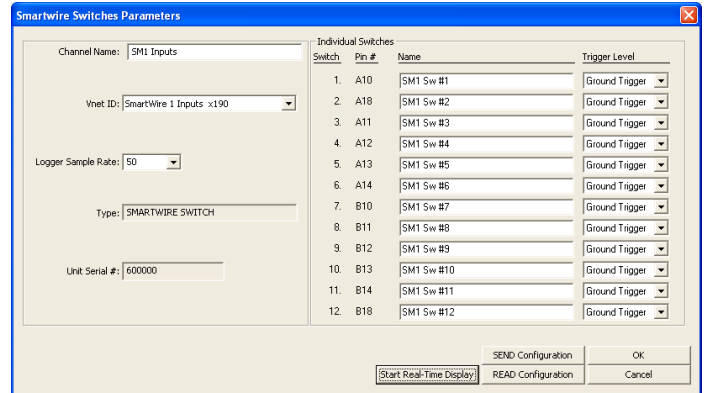 Smartwire Switches Parameters
Channel Name: SM1 Inputs
Vnet ID: SmartWire 1 Inputs x190
Logger Sample Rate: 50
Type: SMARTWIRE SWITCH
Unit Serial #: 600000
Individual Switches
Switch Pin # Name Trigger Level
1. A10 SM1 Sw #1 Ground Trigger
2. A18 SM1 Sw #2 Ground Trigger
3. A11 SM1 Sw #3 Ground Trigger
4. A12 SM1 Sw #4 Ground Trigger
5. A13 SM1 Sw #5 Ground Trigger
6. A14 SM1 Sw #6 Ground Trigger
7. B10 SM1 Sw #7 Ground Trigger
8. B11 SM1 Sw #8 Ground Trigger
9. B12 SM1 Sw #9 Ground Trigger
10. B13 SM1 Sw #10 Ground Trigger
11. B14 SM1 Sw #11 Ground Trigger
12. B18 SM1 Sw #12 Ground Trigger
SEND Configuration OK
Start Real-Time Display READ Configuration Cancel